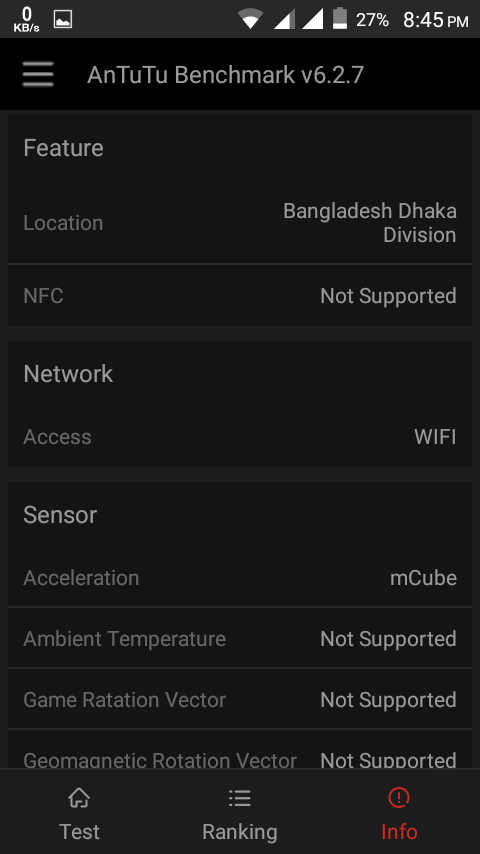 0
KB/s
27%
8:45 PM
AnTuTu Benchmark v6.2.7
Feature
Location
Bangladesh Dhaka
Division
NFC Not Supported
Network
Access WIFI
Sensor
Acceleration mCube
Ambient Temperature Not Supported
Game Ratation Vector Not Supported
Geomagnetic Rotation Vector Not Supported
Test Ranking Info